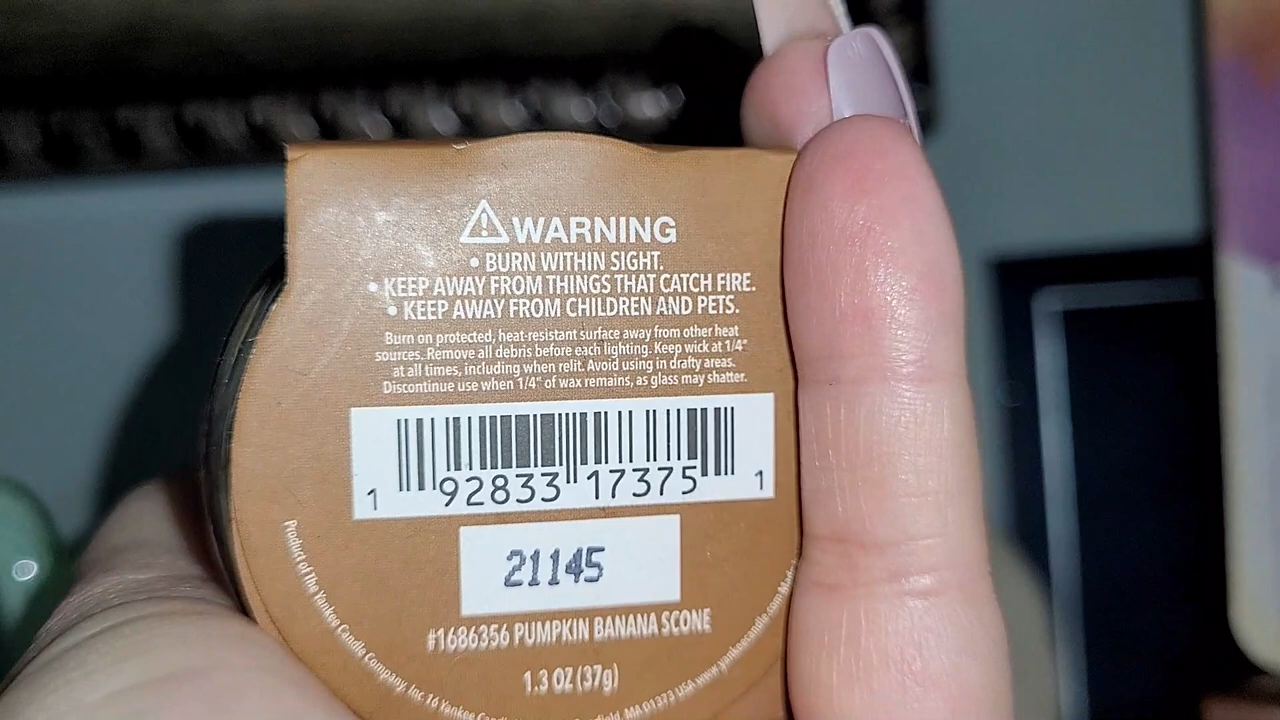 WARNING
• BURN WITHIN SIGHT.
• KEEP AWAY FROM THINGS THAT CATCH FIRE.
• KEEP AWAY FROM CHILDREN AND PETS.
Burn on protected, heat-resistant surface away from other heat
sources. Remove all debris before each lighting. Keep wick at 1/4"
at all times, including when relit. Avoid using in drafty areas.
Discontinue use when 1/4" of wax remains, as glass may shatter.
1 92833 17375 1
21145
#1686356 PUMPKIN BANANA SCONE
1.3 OZ (37g)
Product of The Yankee Candle Company, Inc. 16 Yankee MA 01373 USA www.yankeecandle.com